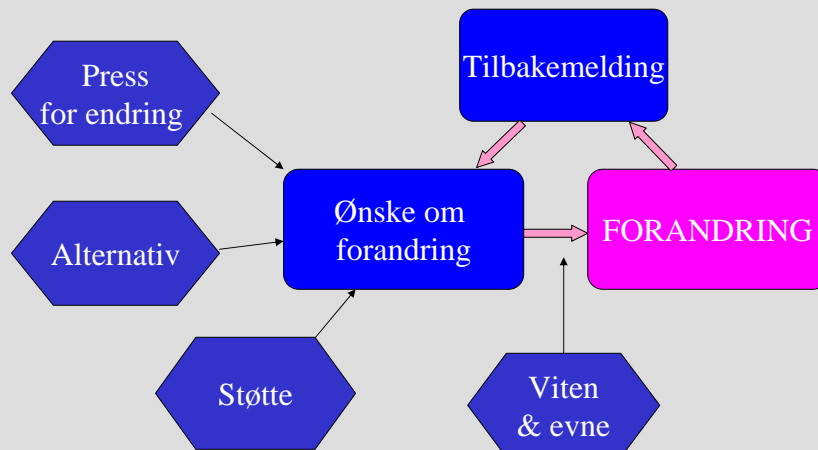 Press
for endring
Tilbakemelding
Ønske om
forandring
FORANDRING
Alternativ
Støtte
Viten
& evne